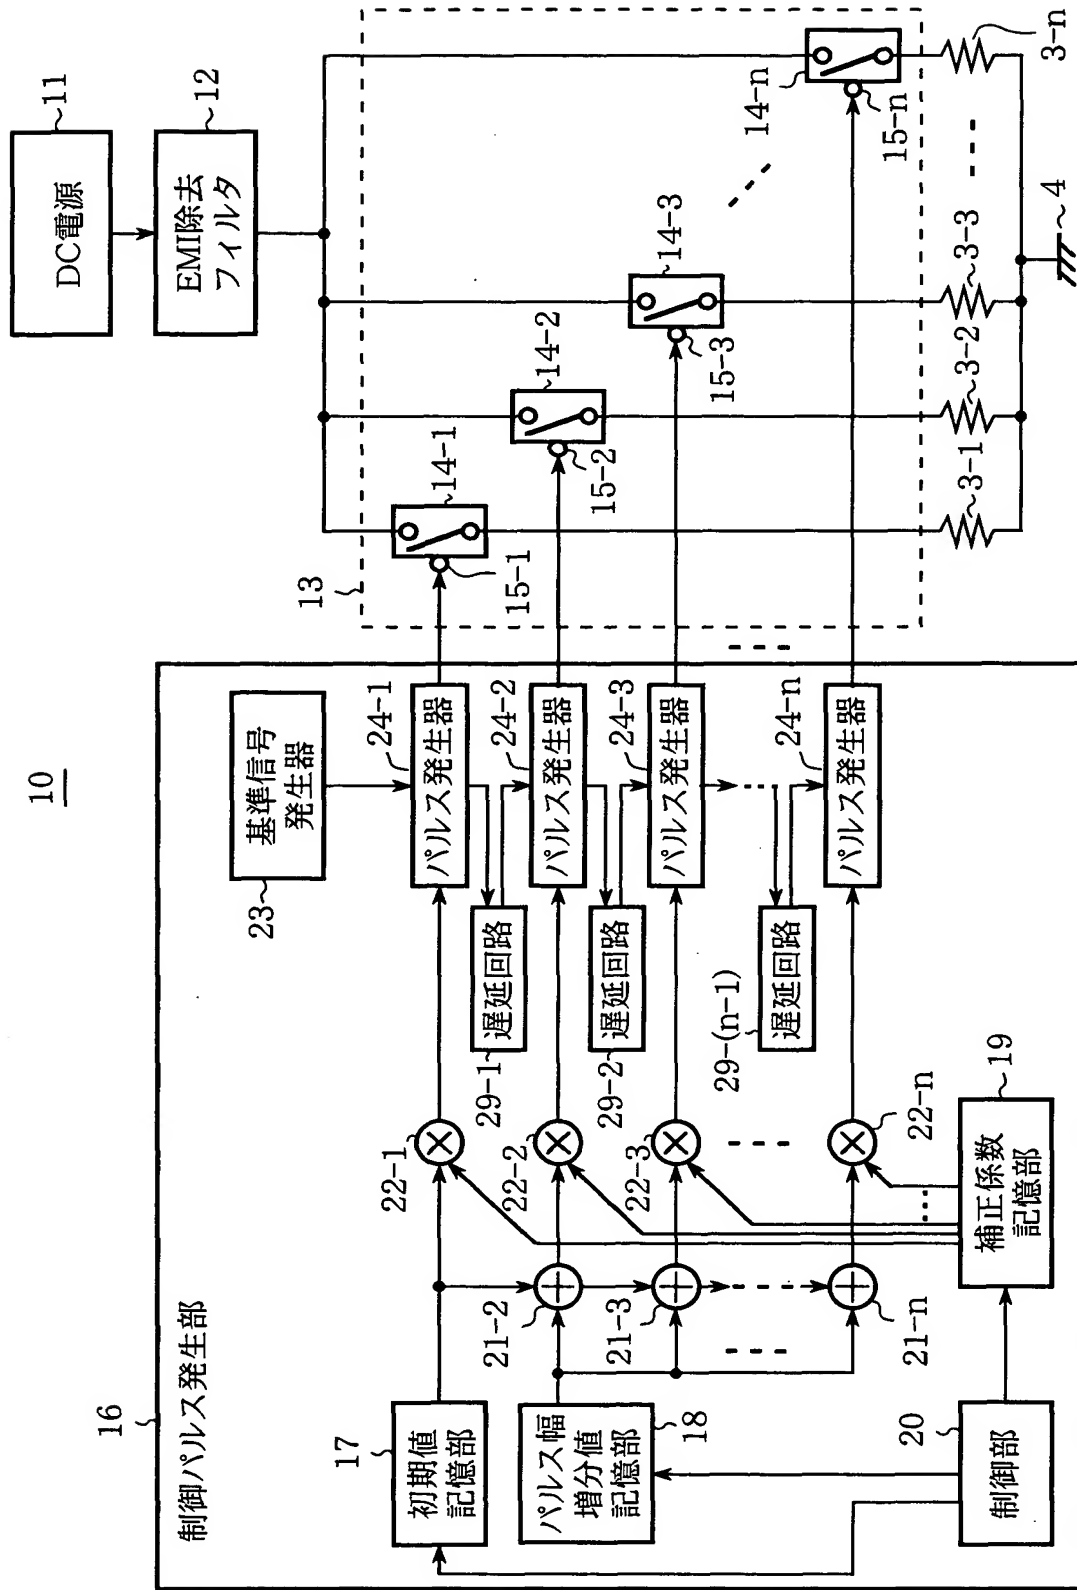 10
16
制御パルス発生部
17
初期値
記憶部
パルス幅
増分値
記憶部
18
20
制御部
補正係数
記憶部
19
21-2
21-3
21-n
22-1
22-2
22-3
22-n
29-1
遅延回路
29-2
遅延回路
29-(n-1)
遅延回路
23
基準信号
発生器
24-1
パルス発生器
24-2
パルス発生器
24-3
パルス発生器
24-n
パルス発生器
DC電源
11
EMI除去
フィルタ
12
13
14-1
15-1
14-2
15-2
14-3
15-3
14-n
15-n
3-1
3-2
3-3
3-n
4